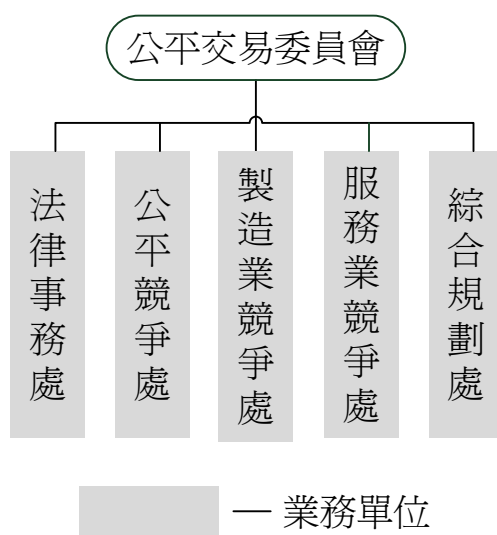 公平交易委員會
法律事務處
公平競爭處
製造業競爭處
服務業競爭處
綜合規劃處
— 業務單位